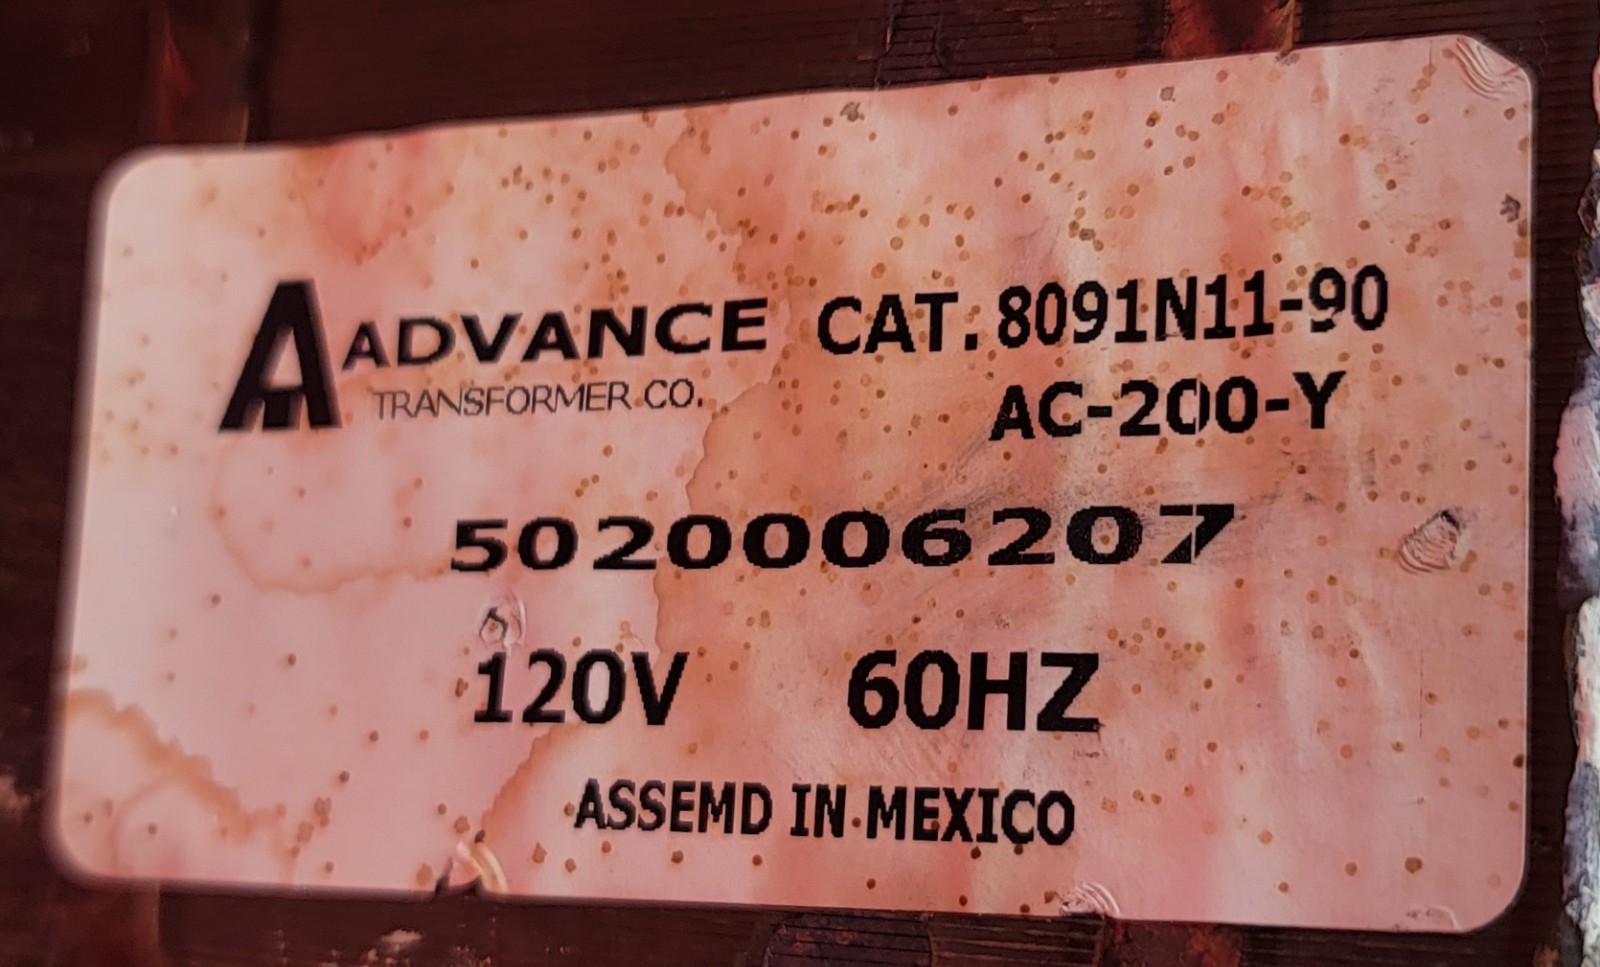 ADVANCE CAT. 8091N11-90
TRANSFORMER CO. AC-200-Y
5020006207
120V 60HZ
ASSEMD IN MEXICO